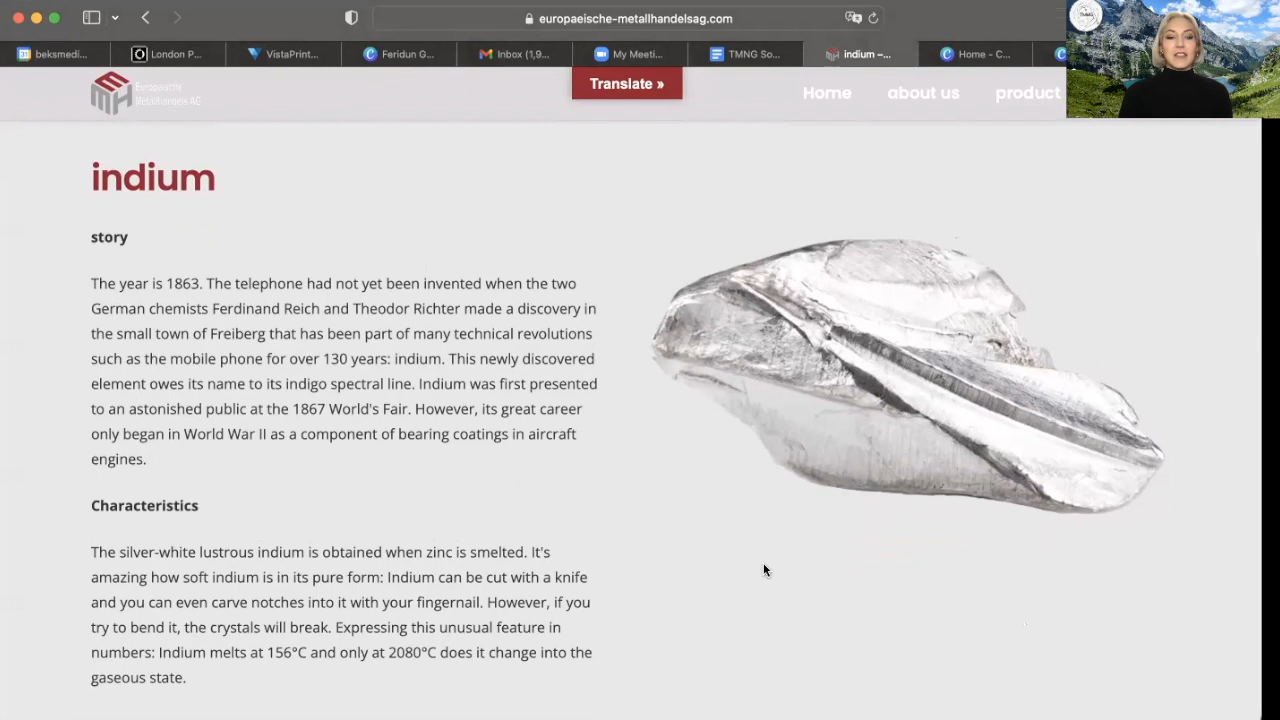 europaeische-metallhandelsag.com
beksmedi...
London P...
VistaPrint...
Feridun G...
Inbox (1,9...
My Meeti...
TMNG So...
indium –...
Home - C...
Europaeische
Metallhandels AG
Translate »
Home
about us
product
indium
story
The year is 1863. The telephone had not yet been invented when the two
German chemists Ferdinand Reich and Theodor Richter made a discovery in
the small town of Freiberg that has been part of many technical revolutions
such as the mobile phone for over 130 years: indium. This newly discovered
element owes its name to its indigo spectral line. Indium was first presented
to an astonished public at the 1867 World's Fair. However, its great career
only began in World War II as a component of bearing coatings in aircraft
engines.
Characteristics
The silver-white lustrous indium is obtained when zinc is smelted. It's
amazing how soft indium is in its pure form: Indium can be cut with a knife
and you can even carve notches into it with your fingernail. However, if you
try to bend it, the crystals will break. Expressing this unusual feature in
numbers: Indium melts at 156°C and only at 2080°C does it change into the
gaseous state.